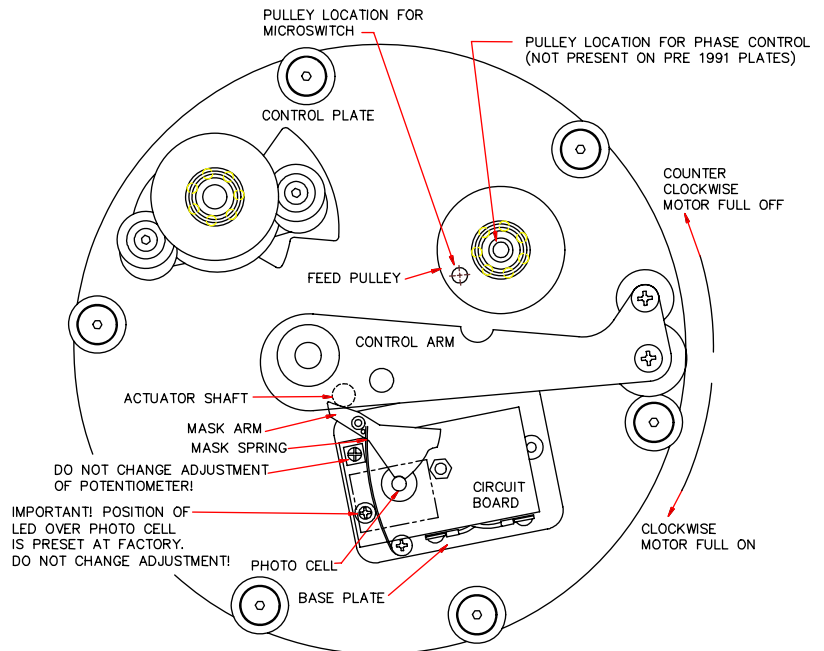 PULLEY LOCATION FOR
MICROSWITCH
PULLEY LOCATION FOR PHASE CONTROL
(NOT PRESENT ON PRE 1991 PLATES)
CONTROL PLATE
COUNTER
CLOCKWISE
MOTOR FULL OFF
FEED PULLEY
CONTROL ARM
ACTUATOR SHAFT
MASK ARM
MASK SPRING
DO NOT CHANGE ADJUSTMENT
OF POTENTIOMETER!
CIRCUIT
BOARD
IMPORTANT! POSITION OF
LED OVER PHOTO CELL
IS PRESET AT FACTORY.
DO NOT CHANGE ADJUSTMENT!
CLOCKWISE
MOTOR FULL ON
PHOTO CELL
BASE PLATE